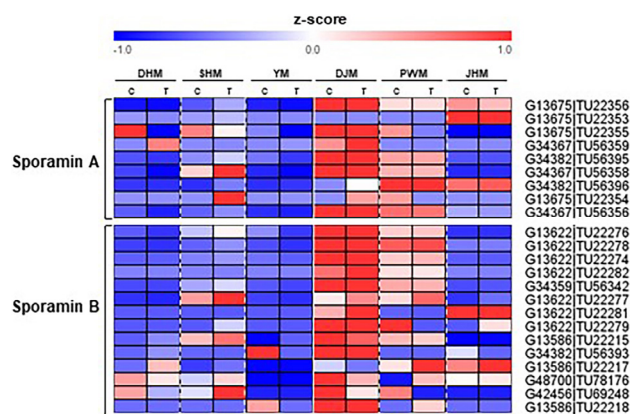 z-score
-1.0 0.0 1.0
DHM SHM YM DJM PWM JHM
C T C T C T C T C T C T
Sporamin A
G13675|TU22356
G13675|TU22353
G13675|TU22355
G34367|TU56359
G34382|TU56395
G34367|TU56358
G34382|TU56396
G13675|TU22354
G34367|TU56356
Sporamin B
G13622|TU22276
G13622|TU22278
G13622|TU22274
G13622|TU22282
G34359|TU56342
G13622|TU22277
G13622|TU22281
G13622|TU22279
G13586|TU22215
G34382|TU56393
G13586|TU22217
G48700|TU78176
G42456|TU69248
G13586|TU22218